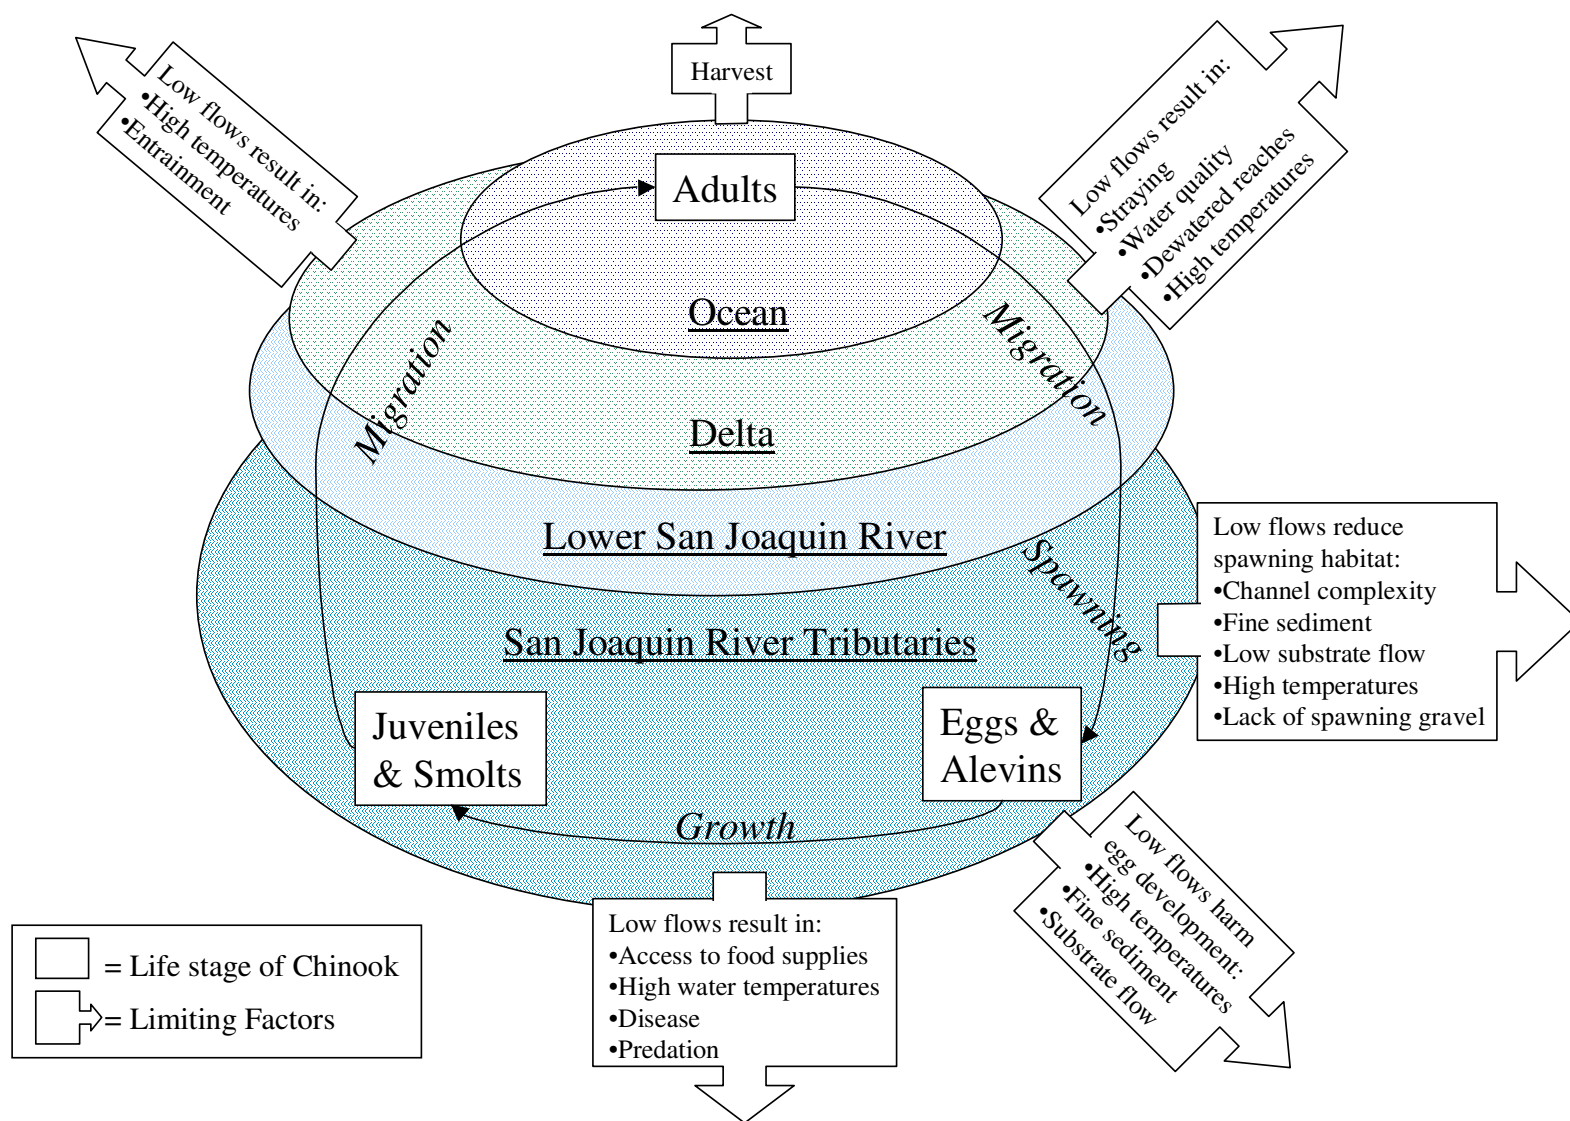 Harvest
Low flows result in:
•High temperatures
•Entrainment
Low flows result in:
•Straying
•Water quality
•Dewatered reaches
•High temperatures
Adults
Ocean
Migration
Migration
Delta
Lower San Joaquin River
Spawning
San Joaquin River Tributaries
Low flows reduce
spawning habitat:
•Channel complexity
•Fine sediment
•Low substrate flow
•High temperatures
•Lack of spawning gravel
Juveniles
& Smolts
Eggs &
Alevins
Growth
Low flows harm
egg development:
•High temperatures
•Fine sediment
•Substrate flow
Low flows result in:
•Access to food supplies
•High water temperatures
•Disease
•Predation
= Life stage of Chinook
= Limiting Factors